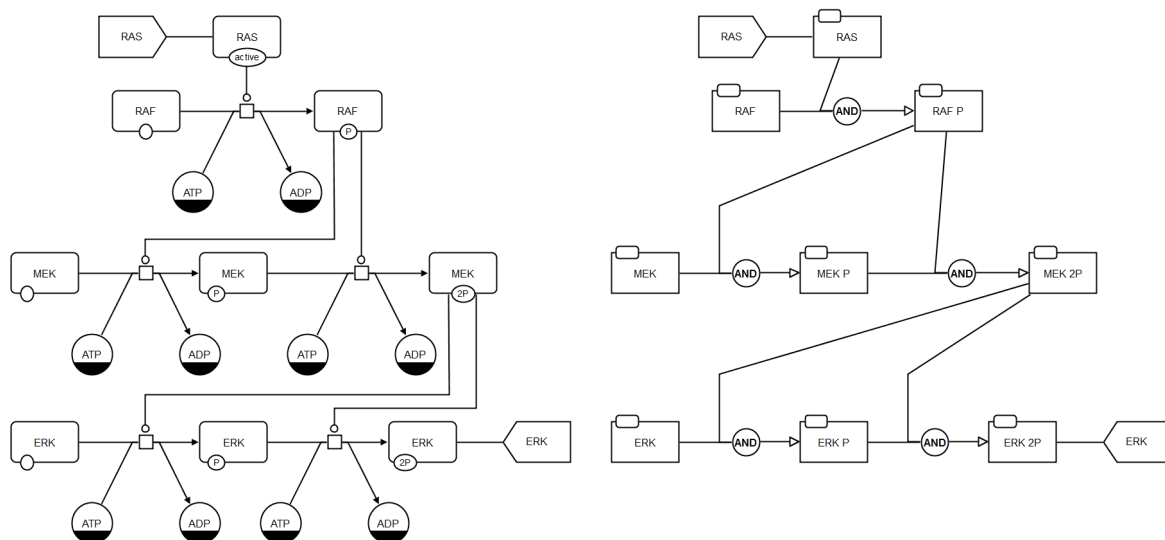 RAS
RAS
active
RAF
RAF
P
ATP
ADP
MEK
MEK
P
MEK
2P
ATP
ADP
ATP
ADP
ERK
ERK
P
ERK
2P
ERK
ATP
ADP
ATP
ADP
RAS
RAS
RAF
AND
RAF P
MEK
AND
MEK P
AND
MEK 2P
ERK
AND
ERK P
AND
ERK 2P
ERK